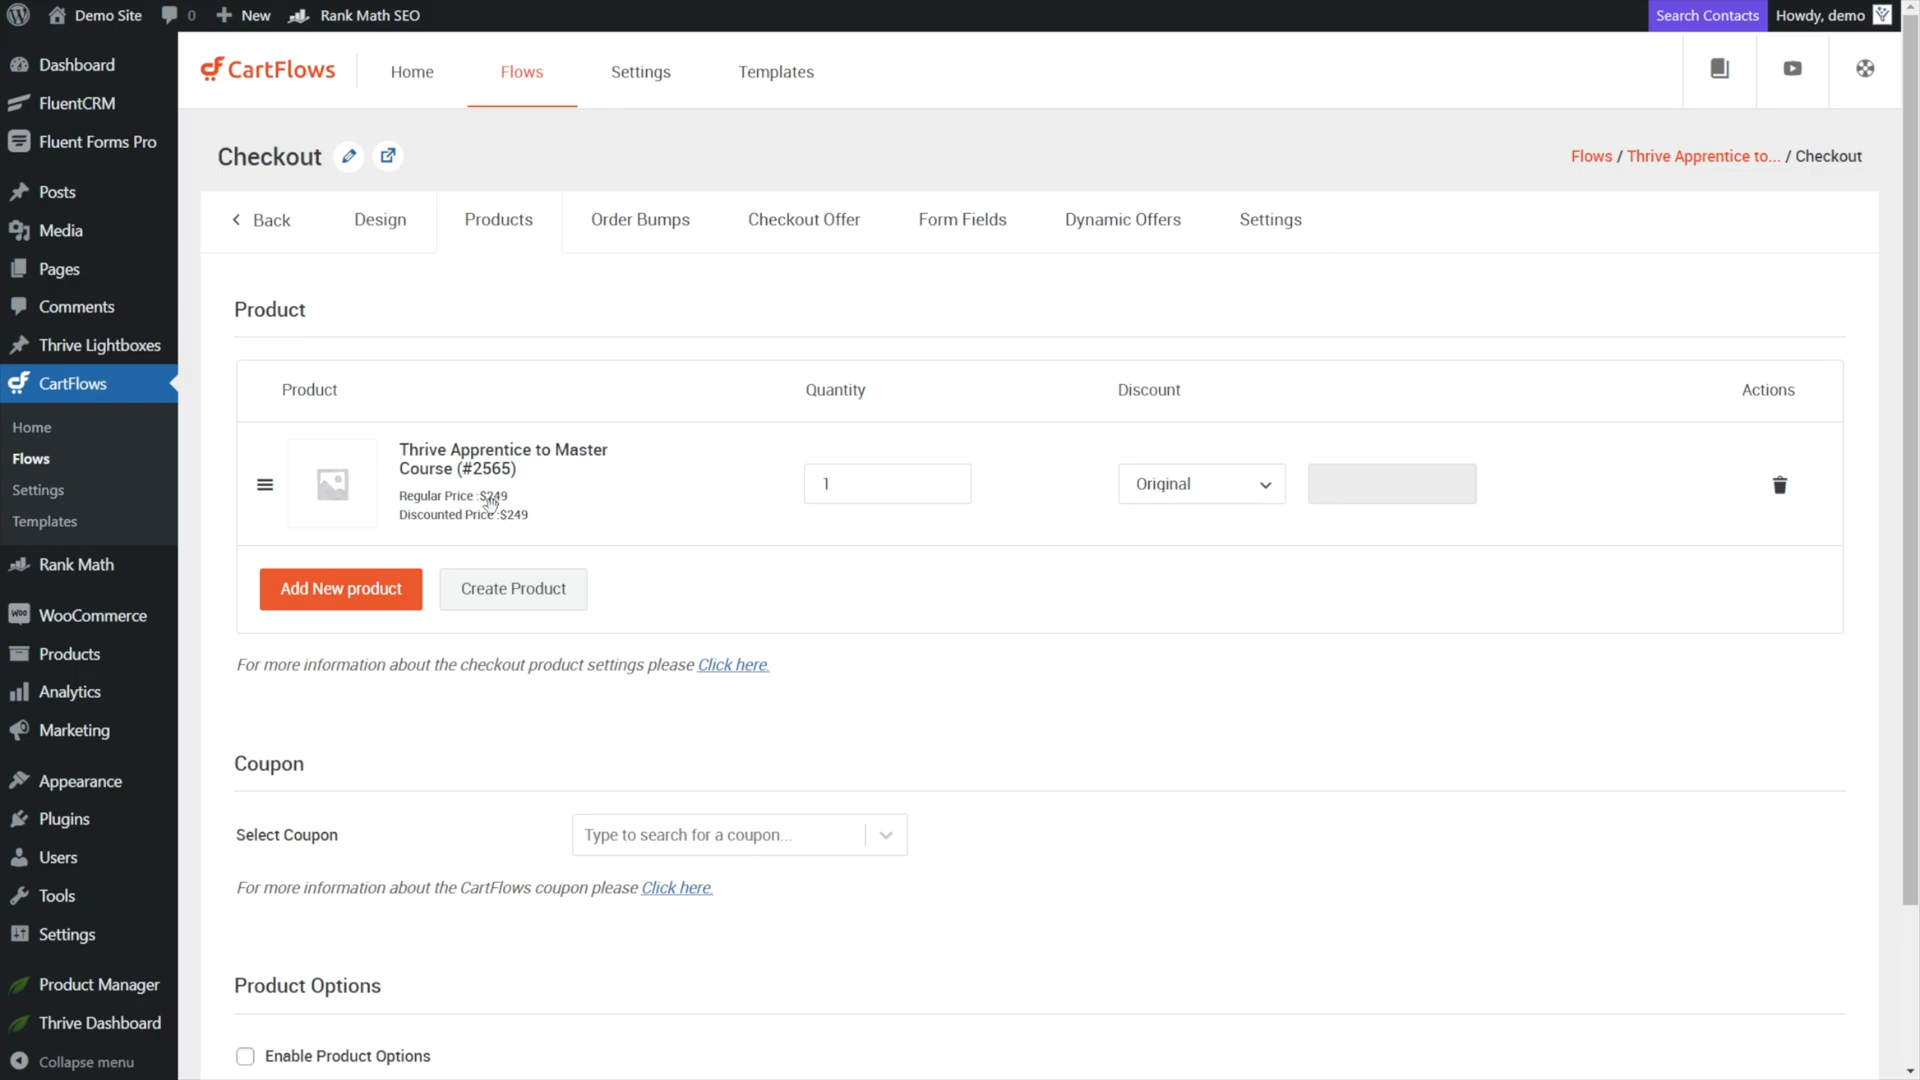 Demo Site
0
New
Rank Math SEO
Search Contacts
Howdy, demo
Dashboard
FluentCRM
Fluent Forms Pro
Posts
Media
Pages
Comments
Thrive Lightboxes
CartFlows
Home
Flows
Settings
Templates
Rank Math
WooCommerce
Products
Analytics
Marketing
Appearance
Plugins
Users
Tools
Settings
Product Manager
Thrive Dashboard
Collapse menu
CartFlows
Home
Flows
Settings
Templates
Checkout
Flows / Thrive Apprentice to... / Checkout
Back
Design
Products
Order Bumps
Checkout Offer
Form Fields
Dynamic Offers
Settings
Product
Product
Quantity
Discount
Actions
Thrive Apprentice to Master
Course (#2565)
Regular Price :$249
Discounted Price :$249
1
Original
Add New product
Create Product
For more information about the checkout product settings please Click here.
Coupon
Select Coupon
Type to search for a coupon...
For more information about the CartFlows coupon please Click here.
Product Options
Enable Product Options